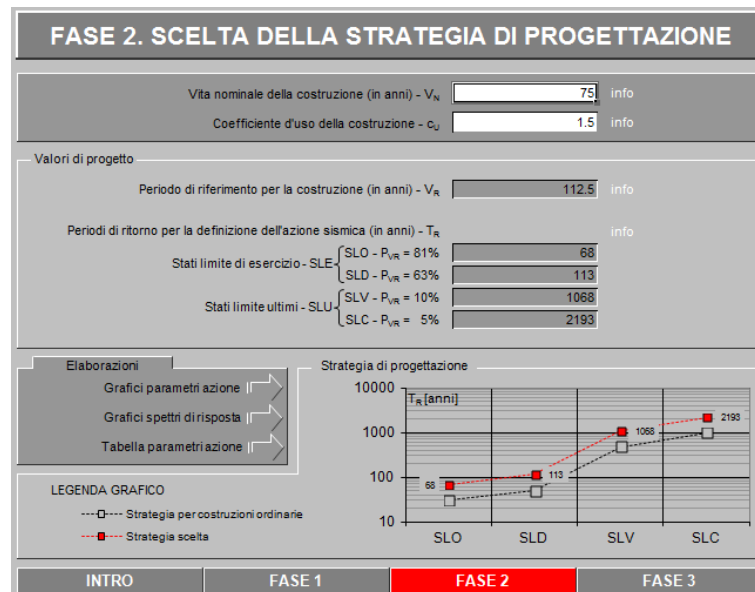 FASE 2. SCELTA DELLA STRATEGIA DI PROGETTAZIONE
Vita nominale della costruzione (in anni) - VN 75 info
Coefficiente d'uso della costruzione - cU 1.5 info
Valori di progetto
Periodo di riferimento per la costruzione (in anni) - VR 112.5 info
Periodi di ritorno per la definizione dell'azione sismica (in anni) - TR info
Stati limite di esercizio - SLE
SLO - PVR = 81% 68
SLD - PVR = 63% 113
Stati limite ultimi - SLU
SLV - PVR = 10% 1068
SLC - PVR = 5% 2193
Elaborazioni
Grafici parametri azione
Grafici spettri di risposta
Tabella parametri azione
LEGENDA GRAFICO
Strategia per costruzioni ordinarie
Strategia scelta
Strategia di progettazione
TR [anni]
10000
1000
100
10
68
113
1068
2193
SLO SLD SLV SLC
INTRO FASE 1 FASE 2 FASE 3